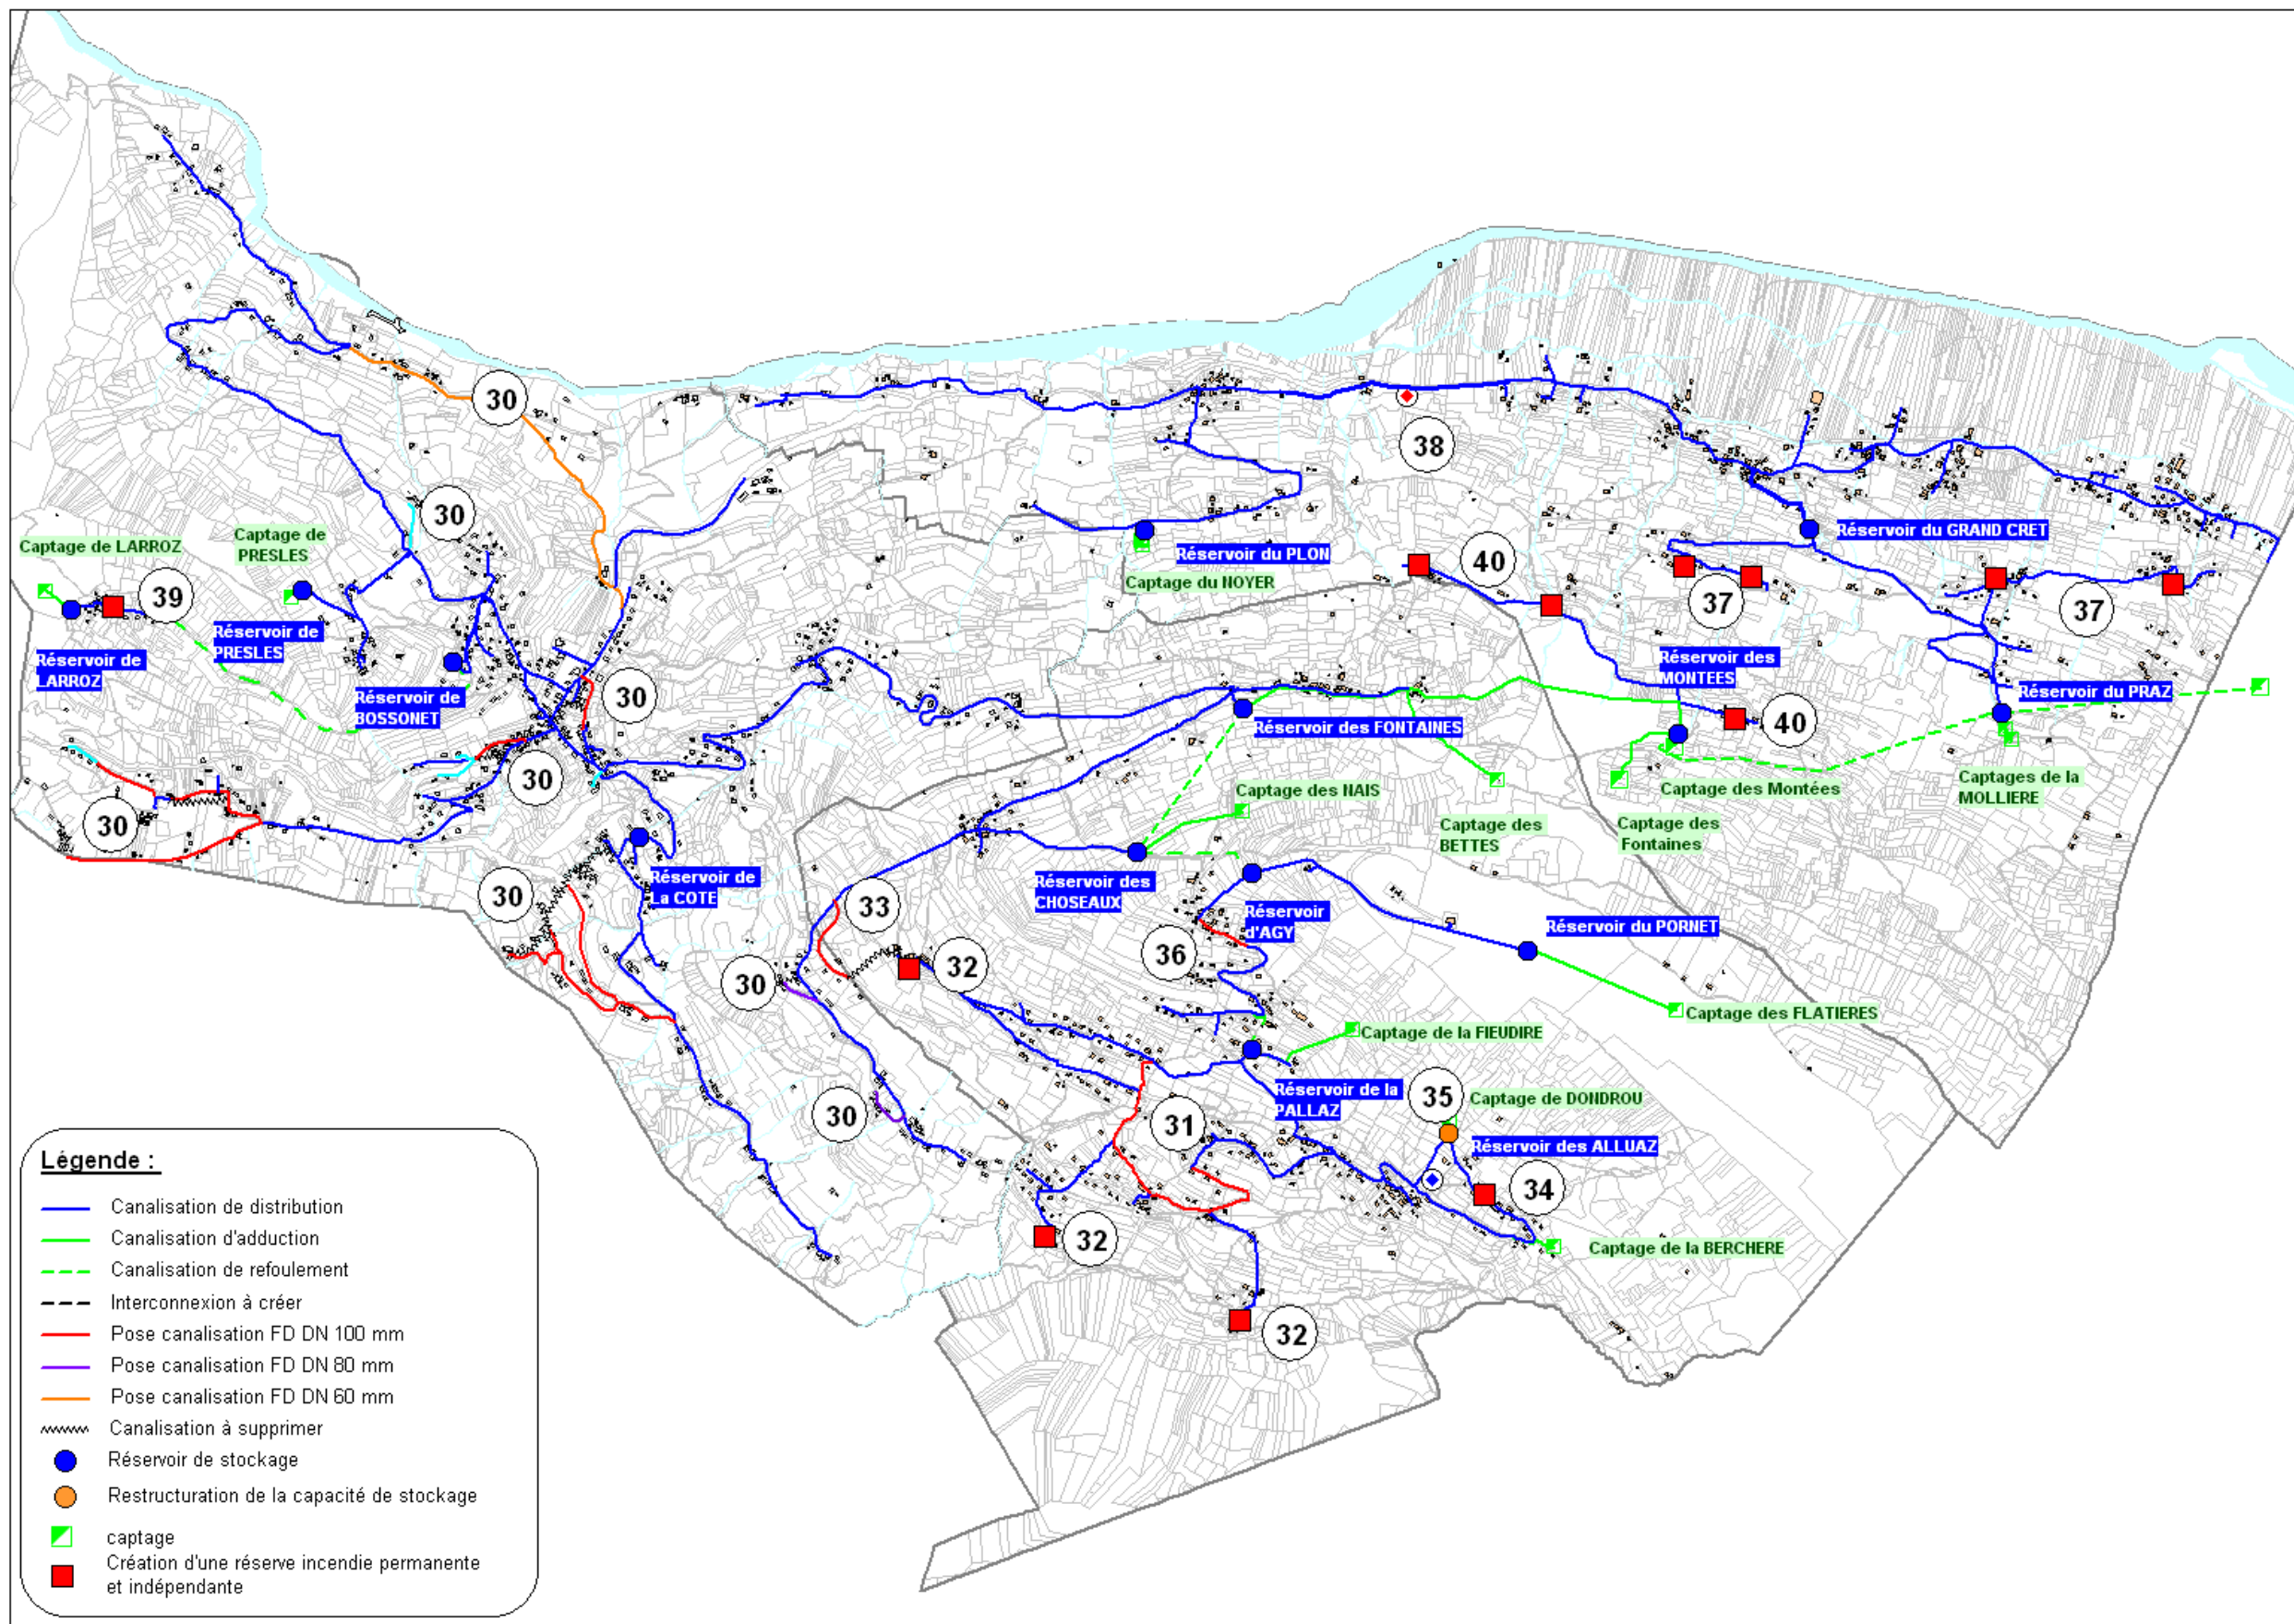 30
38
30
Captage de LARROZ
Captage de
PRESLES
Réservoir du GRAND CRET
Réservoir du PLON
Captage du NOYER
40
39
37
37
Réservoir de
PRESLES
Réservoir de
LARROZ
Réservoir des
MONTEES
Réservoir de
BOSSONET
30
Réservoir du PRAZ
Réservoir des FONTAINES
40
30
Captage des NAIS
Captage des Montées
Captages de la
MOLLIERE
30
Captage des
BETTES
Captage des
Fontaines
Réservoir de
La COTE
Réservoir des
CHOSEAUX
30
33
Réservoir
d'AGY
Réservoir du PORNET
36
32
30
Captage des FLATIERES
Captage de la FIEUDIRE
Réservoir de la
PALLAZ
35
Captage de DONDROU
30
31
Réservoir des ALLUAZ
34
32
Captage de la BERCHERE
32
Légende :
Canalisation de distribution
Canalisation d'adduction
Canalisation de refoulement
Interconnexion à créer
Pose canalisation FD DN 100 mm
Pose canalisation FD DN 80 mm
Pose canalisation FD DN 60 mm
Canalisation à supprimer
Réservoir de stockage
Restructuration de la capacité de stockage
captage
Création d'une réserve incendie permanente
et indépendante